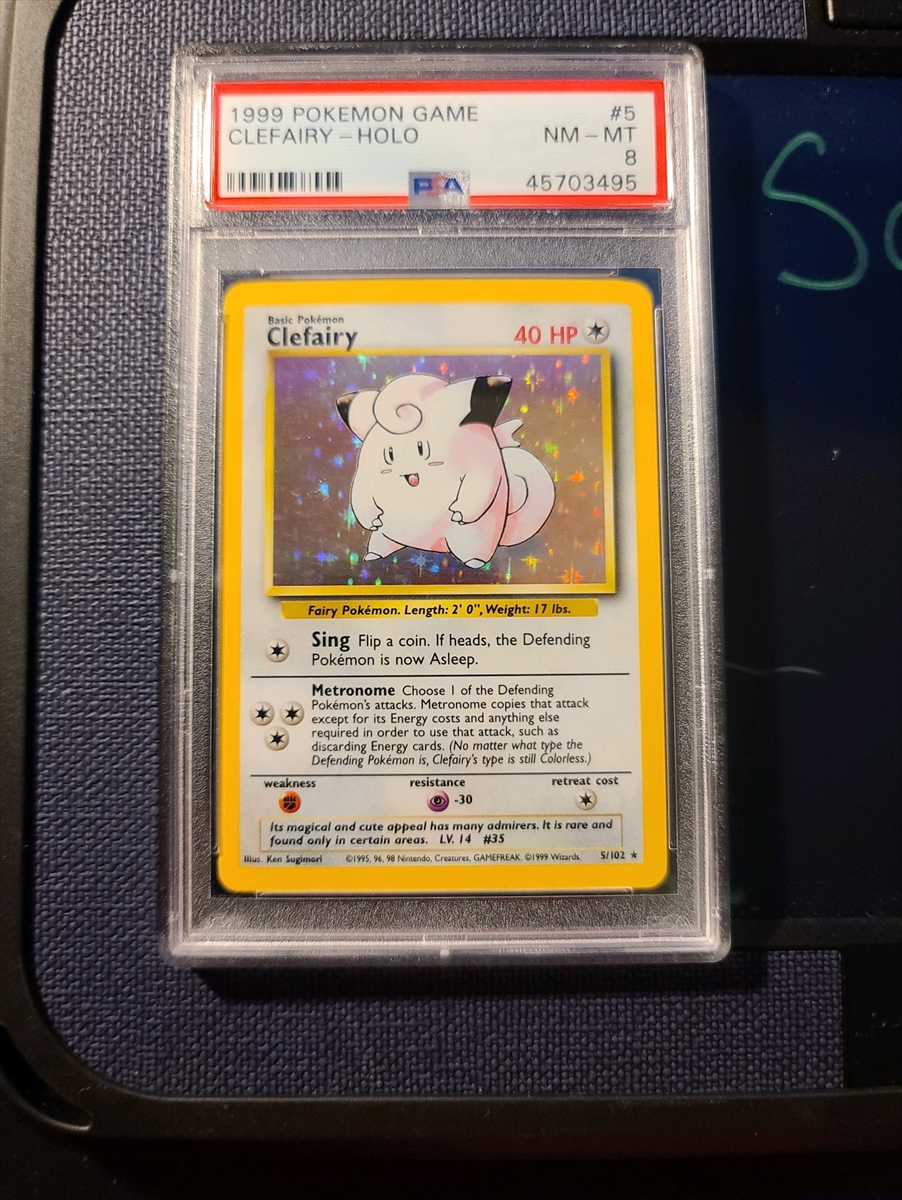 1999 POKEMON GAME #5
CLEFAIRY – HOLO NM – MT
8
PSA 45703495
Basic Pokémon
Clefairy 40 HP
Fairy Pokémon. Length: 2' 0", Weight: 17 lbs.
Sing Flip a coin. If heads, the Defending
Pokémon is now Asleep.
Metronome Choose 1 of the Defending
Pokémon's attacks. Metronome copies that attack
except for its Energy costs and anything else
required in order to use that attack, such as
discarding Energy cards. (No matter what type the
Defending Pokémon is, Clefairy's type is still Colorless.)
weakness resistance retreat cost
-30
Its magical and cute appeal has many admirers. It is rare and
found only in certain areas. LV. 14 #35
Illus. Ken Sugimori ©1995, 96, 98 Nintendo, Creatures, GAMEFREAK. ©1999 Wizards. 5/102 ★